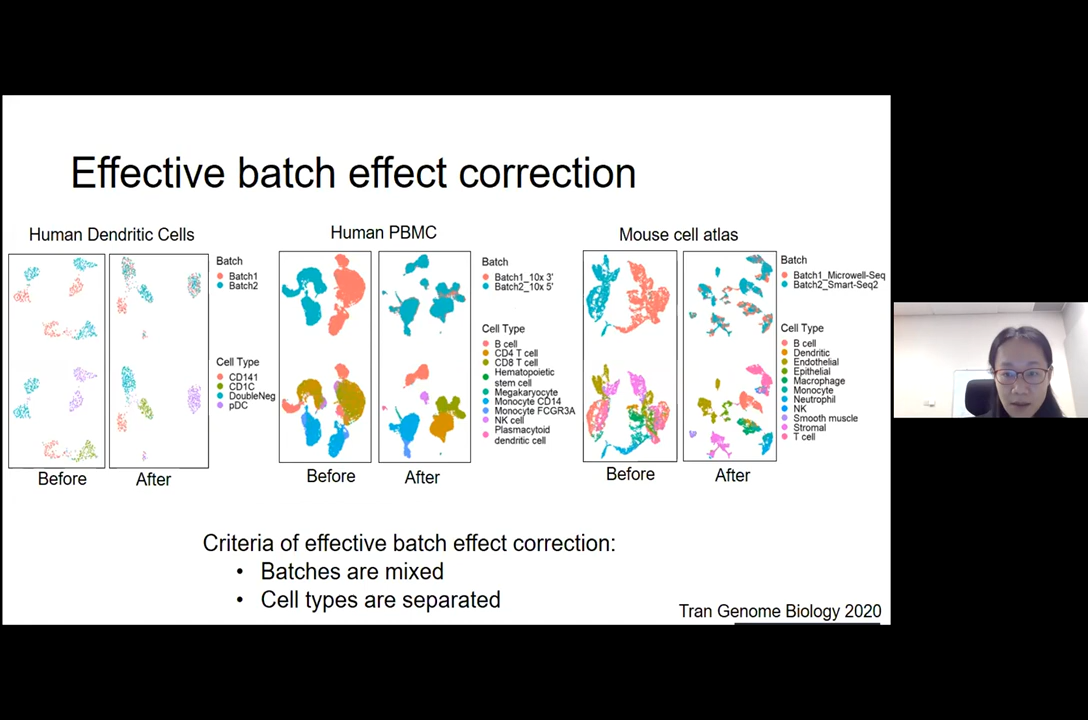 Effective batch effect correction
Human Dendritic Cells
Batch
Batch1
Batch2
Cell Type
CD141
CD1C
DoubleNeg
pDC
Before
After
Human PBMC
Batch
Batch1_10x 3'
Batch2_10x 5'
Cell Type
B cell
CD4 T cell
CD8 T cell
Hematopoietic
stem cell
Megakaryocyte
Monocyte CD14
Monocyte FCGR3A
NK cell
Plasmacytoid
dendritic cell
Before
After
Mouse cell atlas
Batch
Batch1_Microwell-Seq
Batch2_Smart-Seq2
Cell Type
B cell
Dendritic
Endothelial
Epithelial
Macrophage
Monocyte
Neutrophil
NK
Smooth muscle
Stromal
T cell
Before
After
Criteria of effective batch effect correction:
• Batches are mixed
• Cell types are separated
Tran Genome Biology 2020